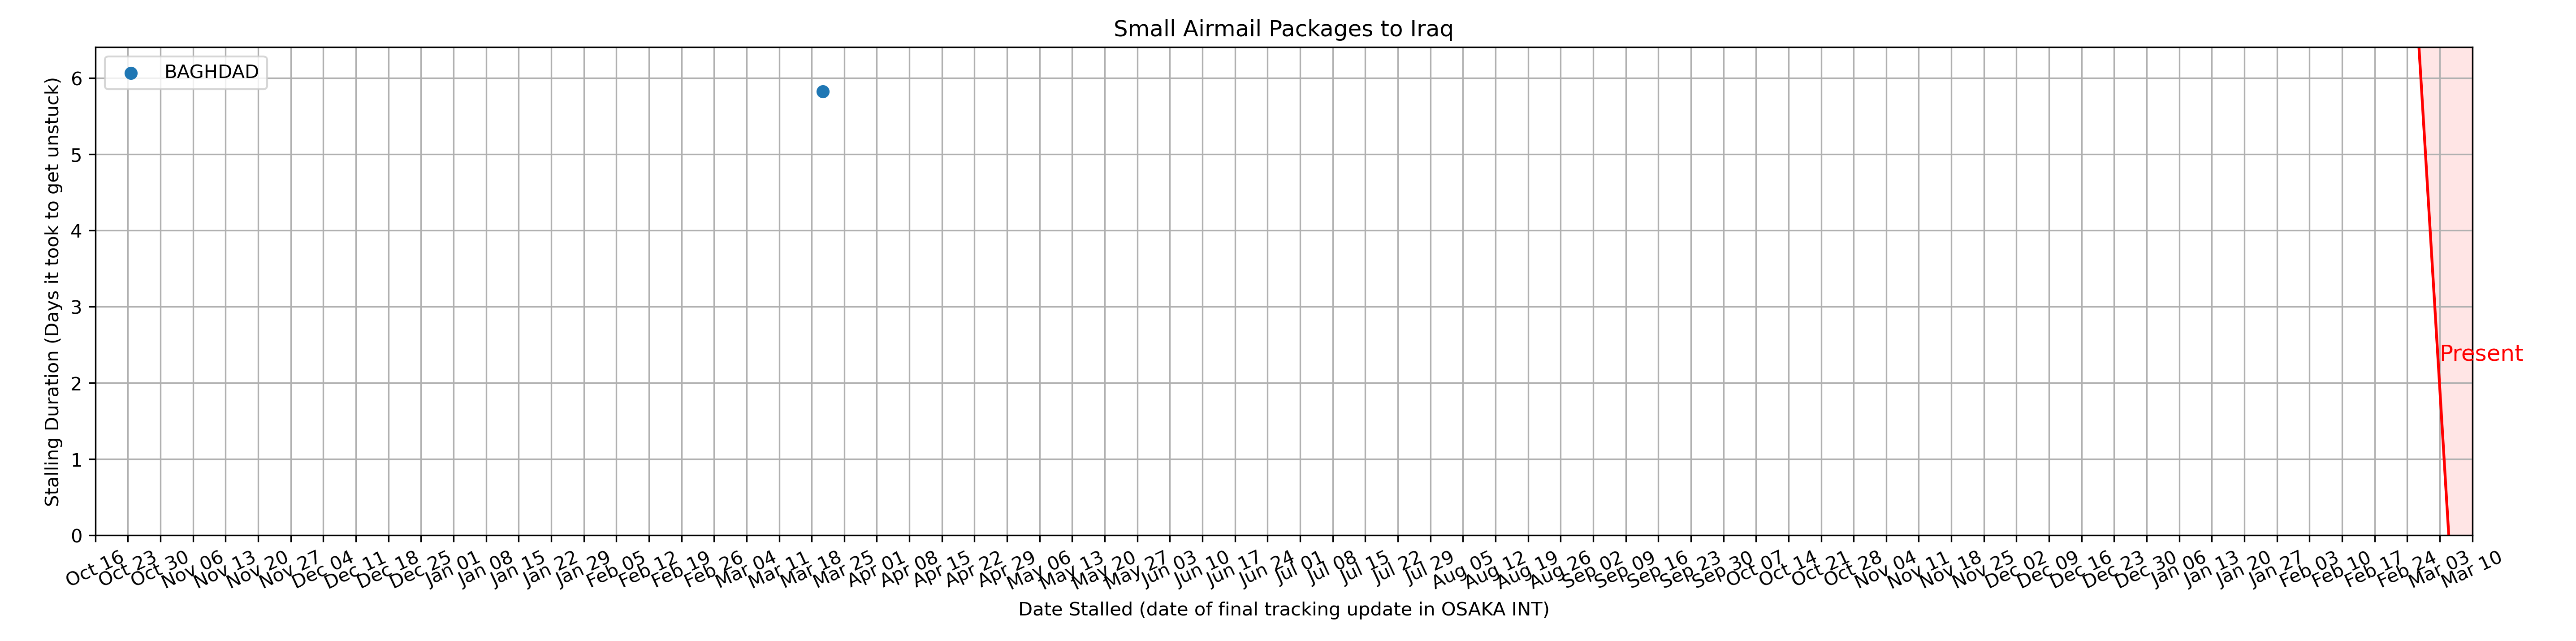 Small Airmail Packages to Iraq
BAGHDAD
Stalling Duration (Days it took to get unstuck)
6
5
4
3
2
1
0
Present
Oct 16
Oct 23
Oct 30
Nov 06
Nov 13
Nov 20
Nov 27
Dec 04
Dec 11
Dec 18
Dec 25
Jan 01
Jan 08
Jan 15
Jan 22
Jan 29
Feb 05
Feb 12
Feb 19
Feb 26
Mar 04
Mar 11
Mar 18
Mar 25
Apr 01
Apr 08
Apr 15
Apr 22
Apr 29
May 06
May 13
May 20
May 27
Jun 03
Jun 10
Jun 17
Jun 24
Jul 01
Jul 08
Jul 15
Jul 22
Jul 29
Aug 05
Aug 12
Aug 19
Aug 26
Sep 02
Sep 09
Sep 16
Sep 23
Sep 30
Oct 07
Oct 14
Oct 21
Oct 28
Nov 04
Nov 11
Nov 18
Nov 25
Dec 02
Dec 09
Dec 16
Dec 23
Dec 30
Jan 06
Jan 13
Jan 20
Jan 27
Feb 03
Feb 10
Feb 17
Feb 24
Mar 03
Mar 10
Date Stalled (date of final tracking update in OSAKA INT)